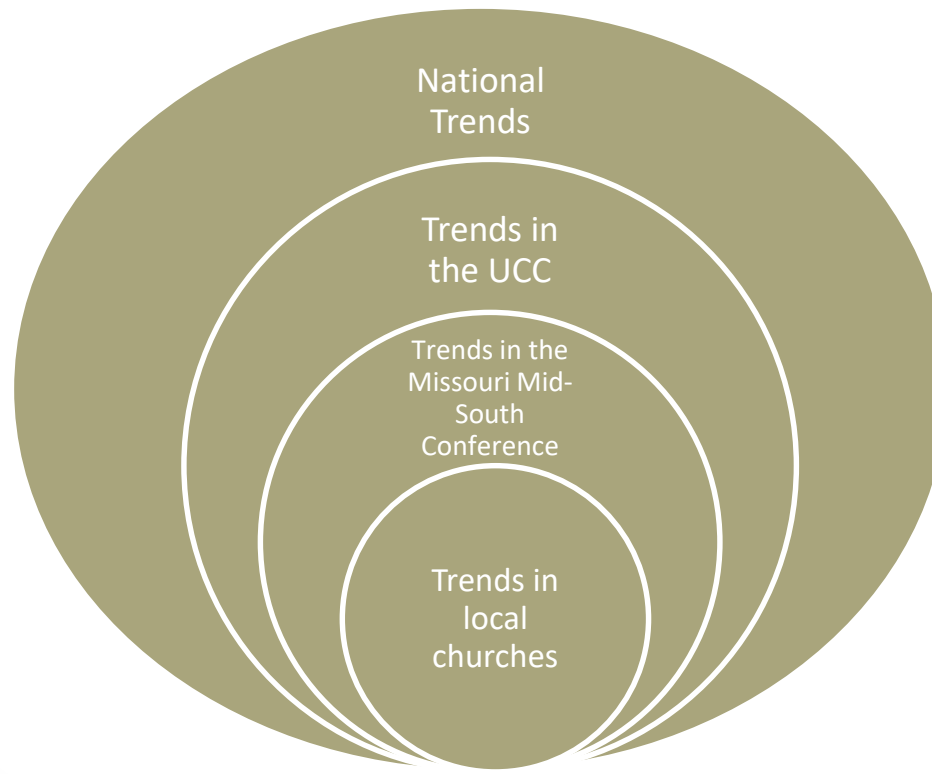 National
Trends
Trends in
the UCC
Trends in the
Missouri Mid-
South
Conference
Trends in
local
churches